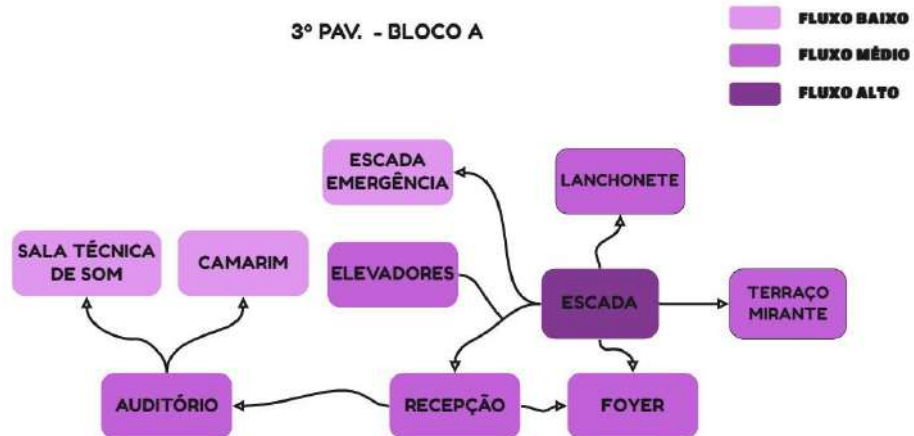 3º PAV. - BLOCO A
FLUXO BAIXO
FLUXO MÉDIO
FLUXO ALTO
ESCADA
EMERGÊNCIA
LANCHONETE
SALA TÉCNICA
DE SOM
CAMARIM
ELEVADORES
ESCADA
TERRAÇO
MIRANTE
AUDITÓRIO
RECEPÇÃO
FOYER